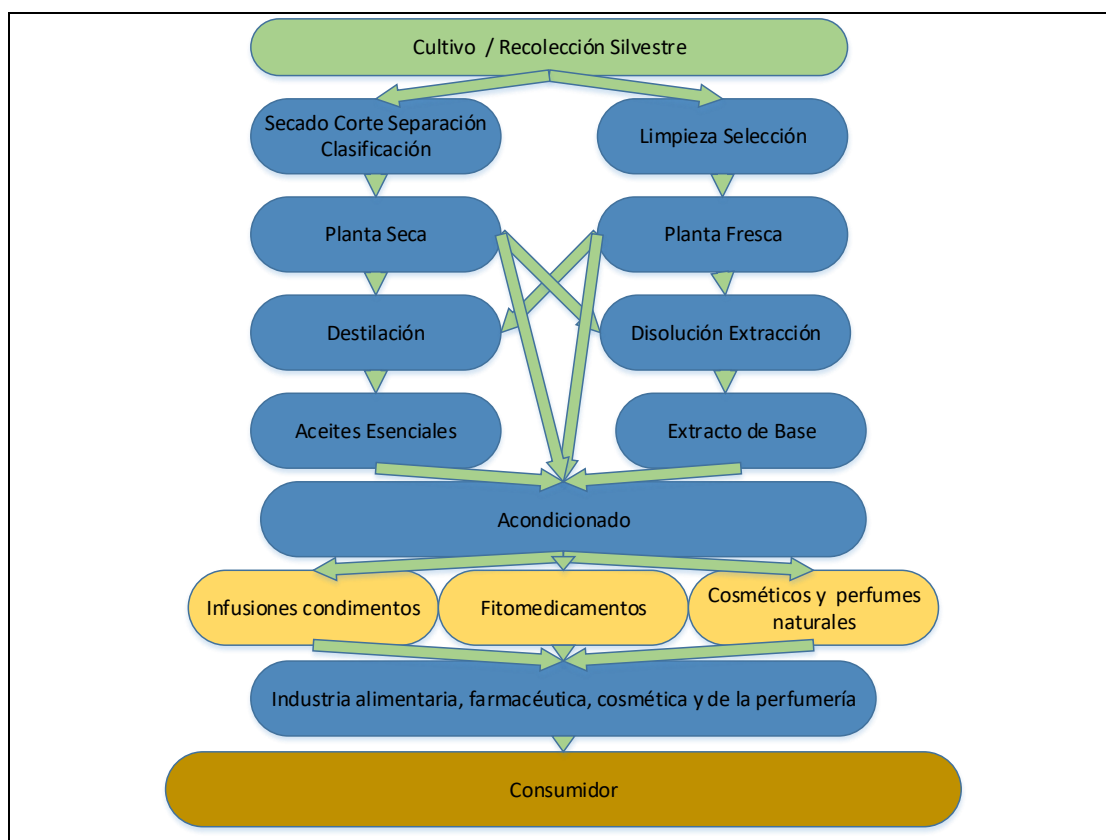 Cultivo / Recolección Silvestre
Secado Corte Separación
Clasificación
Limpieza Selección
Planta Seca
Planta Fresca
Destilación
Disolución Extracción
Aceites Esenciales
Extracto de Base
Acondicionado
Infusiones condimentos
Fitomedicamentos
Cosméticos y perfumes
naturales
Industria alimentaria, farmacéutica, cosmética y de la perfumería
Consumidor